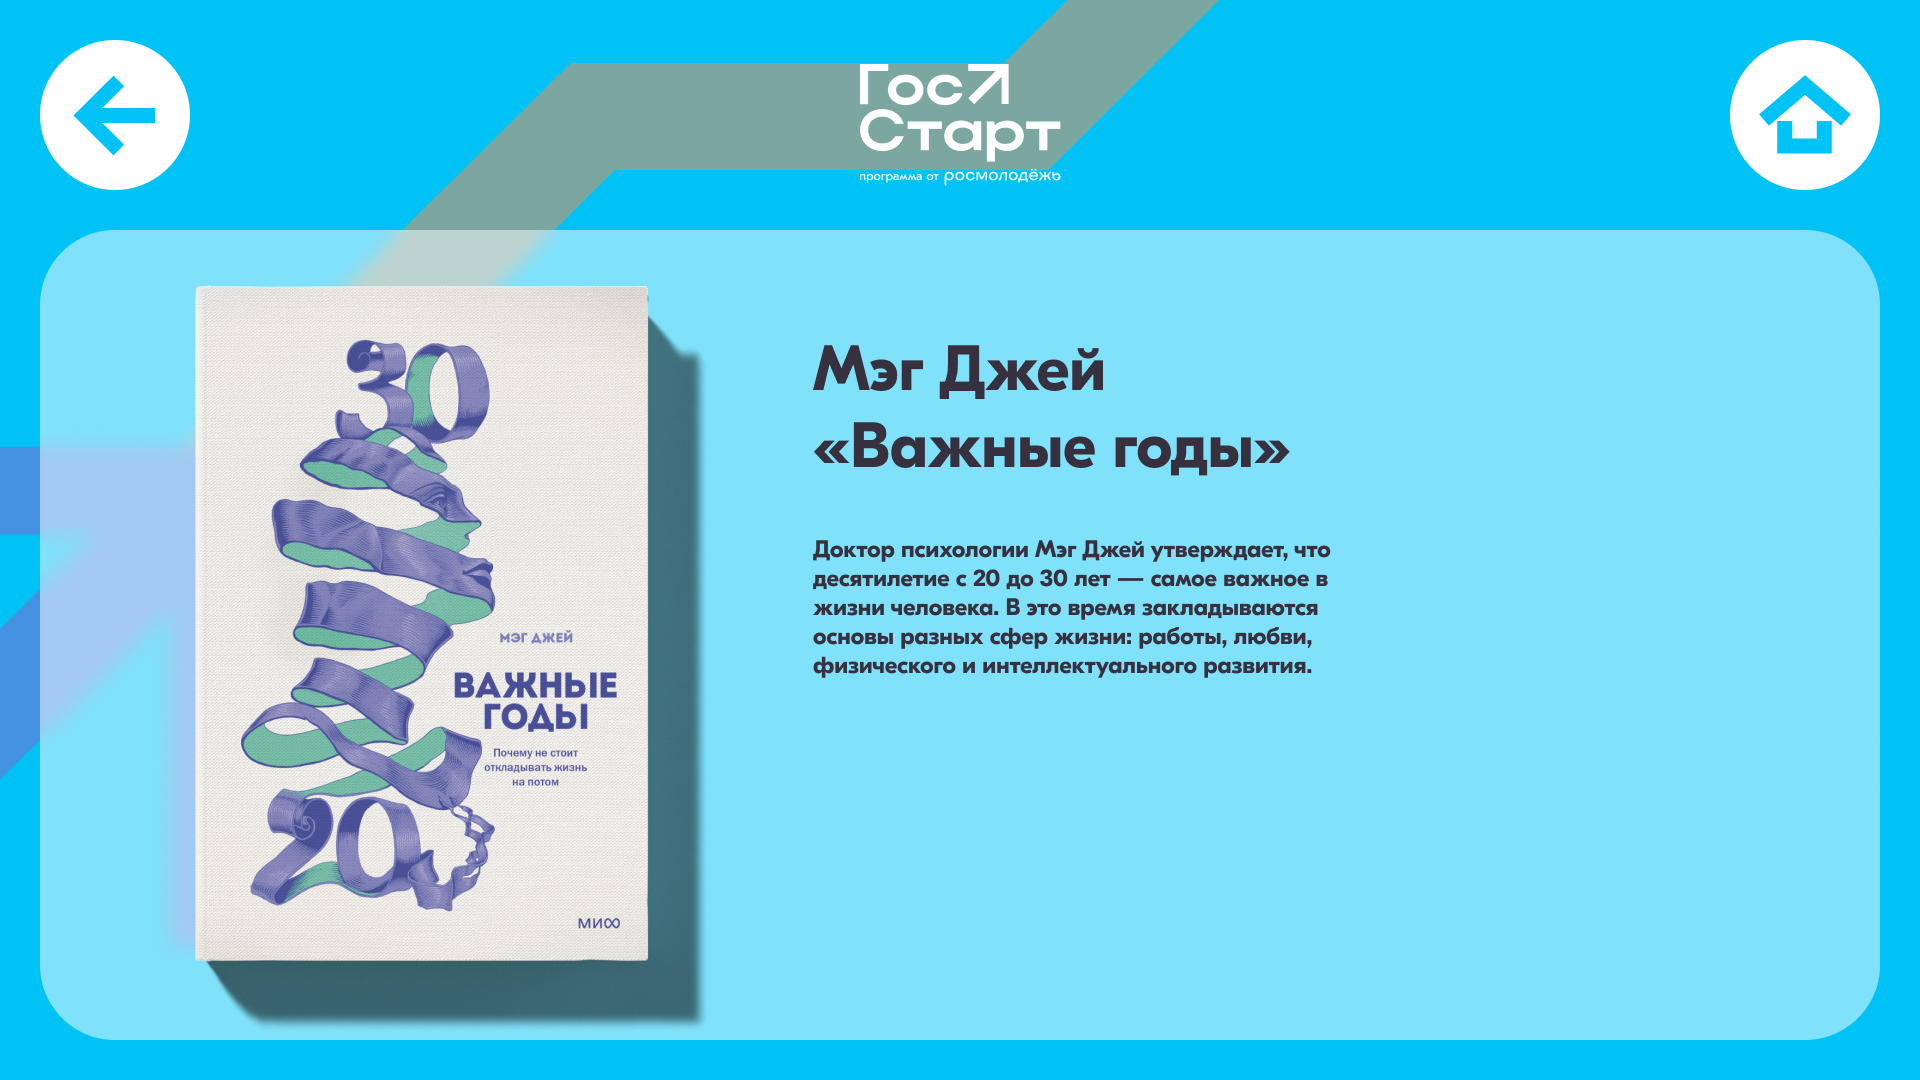 Гос
Старт
программа от росмолодёжь
30
МЭГ ДЖЕЙ
ВАЖНЫЕ
ГОДЫ
Почему не стоит
откладывать жизнь
на потом
20
миф
Мэг Джей
«Важные годы»
Доктор психологии Мэг Джей утверждает, что
десятилетие с 20 до 30 лет — самое важное в
жизни человека. В это время закладываются
основы разных сфер жизни: работы, любви,
физического и интеллектуального развития.